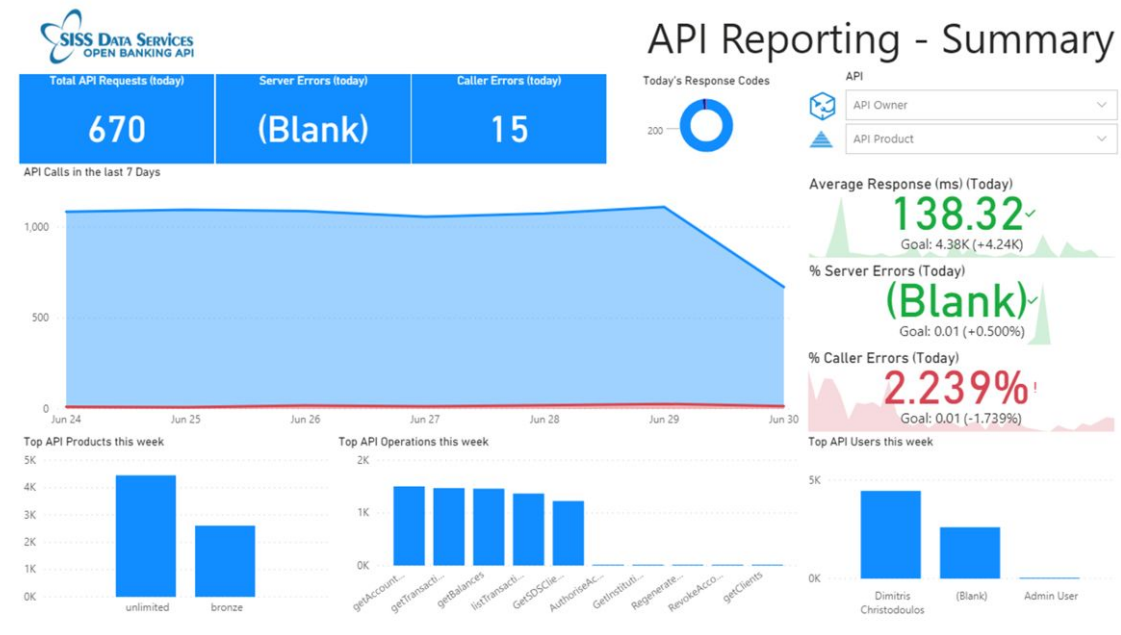 SISS DATA SERVICES
OPEN BANKING API
API Reporting - Summary
Total API Requests (today)
670
Server Errors (today)
(Blank)
Caller Errors (today)
15
Today's Response Codes
200
API
API Owner
API Product
API Calls in the last 7 Days
1,000
500
0
Jun 24
Jun 25
Jun 26
Jun 27
Jun 28
Jun 29
Jun 30
Average Response (ms) (Today)
138.32
Goal: 4.38K (+4.24K)
% Server Errors (Today)
(Blank)
Goal: 0.01 (+0.500%)
% Caller Errors (Today)
2.239%!
Goal: 0.01 (-1.739%)
Top API Products this week
5K
4K
3K
2K
1K
0K
unlimited
bronze
Top API Operations this week
2K
1K
0K
getAccount...
getTransacti...
getBalances
listTransacti...
GetSDSClie...
AuthoriseAc...
GetInstituti...
Regenerate...
RevokeAcco...
getClients
Top API Users this week
5K
0K
Dimitris
Christodoulos
(Blank)
Admin User